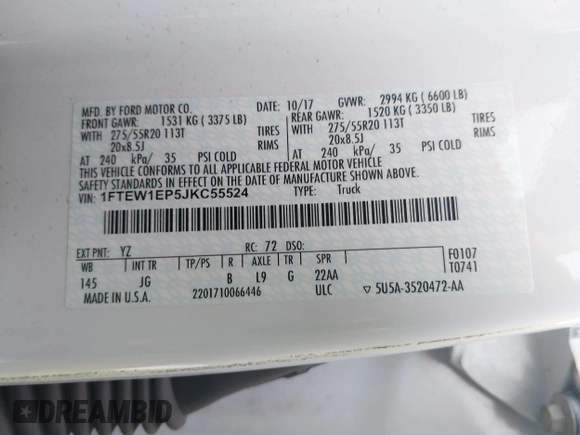 MFD. BY FORD MOTOR CO.
DATE: 10/17 GVWR: 2994 KG ( 6600 LB)
FRONT GAWR: 1531 KG ( 3375 LB)
REAR GAWR: 1520 KG ( 3350 LB)
WITH 275/55R20 113T TIRES
WITH 275/55R20 113T TIRES
20x8.5J RIMS
20x8.5J RIMS
AT 240 kPa/ 35 PSI COLD
AT 240 kPa/ 35 PSI COLD
THIS VEHICLE CONFORMS TO ALL APPLICABLE FEDERAL MOTOR VEHICLE
SAFETY STANDARDS IN EFFECT ON THE DATE OF MANUFACTURE SHOWN ABOVE.
VIN: 1FTEW1EP5JKC55524
TYPE: Truck
EXT PNT: YZ RC: 72 DSO: F0107
WB INT TR TP/PS R AXLE TR SPR T0741
145 JG B L9 G 22AA
MADE IN U.S.A. 2201710066446 ULC ▽ 5U5A-3520472-AA
DREAMBID